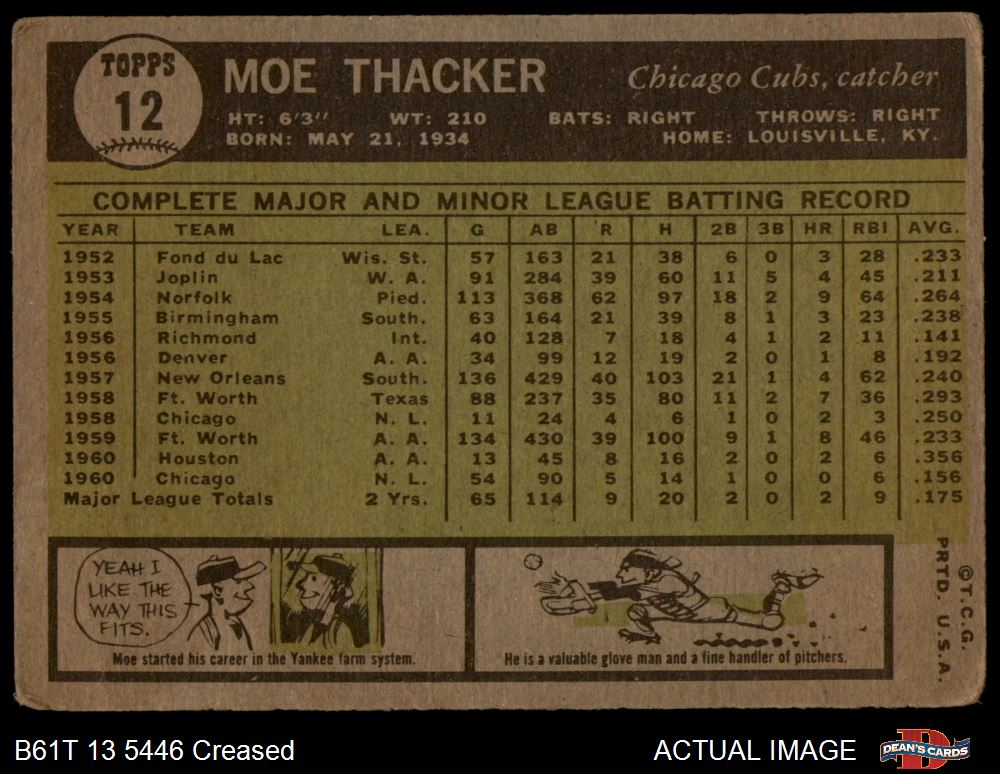 TOPPS
12
MOE THACKER
Chicago Cubs, catcher
HT: 6'3" WT: 210 BATS: RIGHT THROWS: RIGHT
BORN: MAY 21, 1934 HOME: LOUISVILLE, KY.
COMPLETE MAJOR AND MINOR LEAGUE BATTING RECORD
YEAR TEAM LEA. G AB R H 2B 3B HR RBI AVG.
1952 Fond du Lac Wis. St. 57 163 21 38 6 0 3 28 .233
1953 Joplin W. A. 91 284 39 60 11 5 4 45 .211
1954 Norfolk Pied. 113 368 62 97 18 2 9 64 .264
1955 Birmingham South. 63 164 21 39 8 1 3 23 .238
1956 Richmond Int. 40 128 7 18 4 1 2 11 .141
1956 Denver A. A. 34 99 12 19 2 0 1 8 .192
1957 New Orleans South. 136 429 40 103 21 1 4 62 .240
1958 Ft. Worth Texas 88 237 35 80 11 2 7 36 .293
1958 Chicago N. L. 11 24 4 6 1 0 2 3 .250
1959 Ft. Worth A. A. 134 430 39 100 9 1 8 46 .233
1960 Houston A. A. 13 45 8 16 2 0 2 6 .356
1960 Chicago N. L. 54 90 5 14 1 0 0 6 .156
Major League Totals 2 Yrs. 65 114 9 20 2 0 2 9 .175
YEAH I
LIKE THE
WAY THIS
FITS.
Moe started his career in the Yankee farm system.
He is a valuable glove man and a fine handler of pitchers.
©T.C.G.
PRTD. U.S.A.
B61T 13 5446 Creased
ACTUAL IMAGE
DEAN'S CARDS